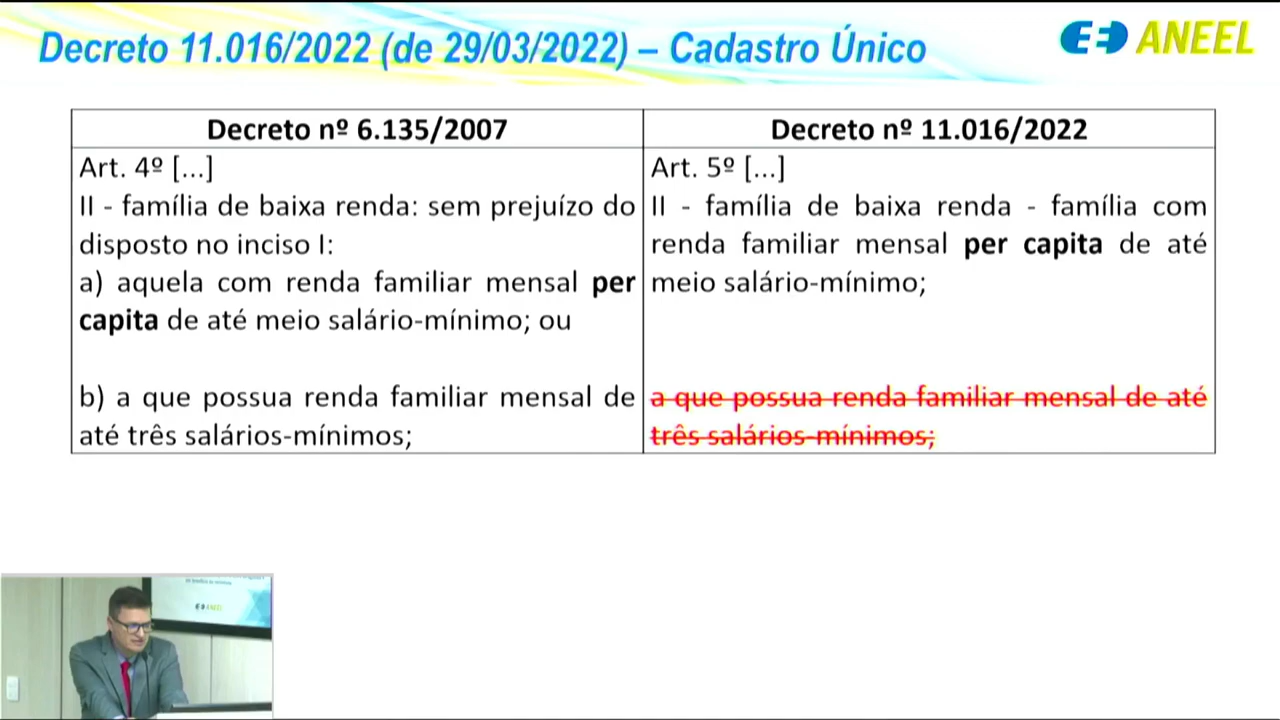 Decreto 11.016/2022 (de 29/03/2022) – Cadastro Único
ANEEL
Decreto nº 6.135/2007
Art. 4º [...]
II - família de baixa renda: sem prejuízo do
disposto no inciso I:
a) aquela com renda familiar mensal per
capita de até meio salário-mínimo; ou
b) a que possua renda familiar mensal de
até três salários-mínimos;
Decreto nº 11.016/2022
Art. 5º [...]
II - família de baixa renda - família com
renda familiar mensal per capita de até
meio salário-mínimo;
a que possua renda familiar mensal de até
três salários-mínimos;
ANEEL